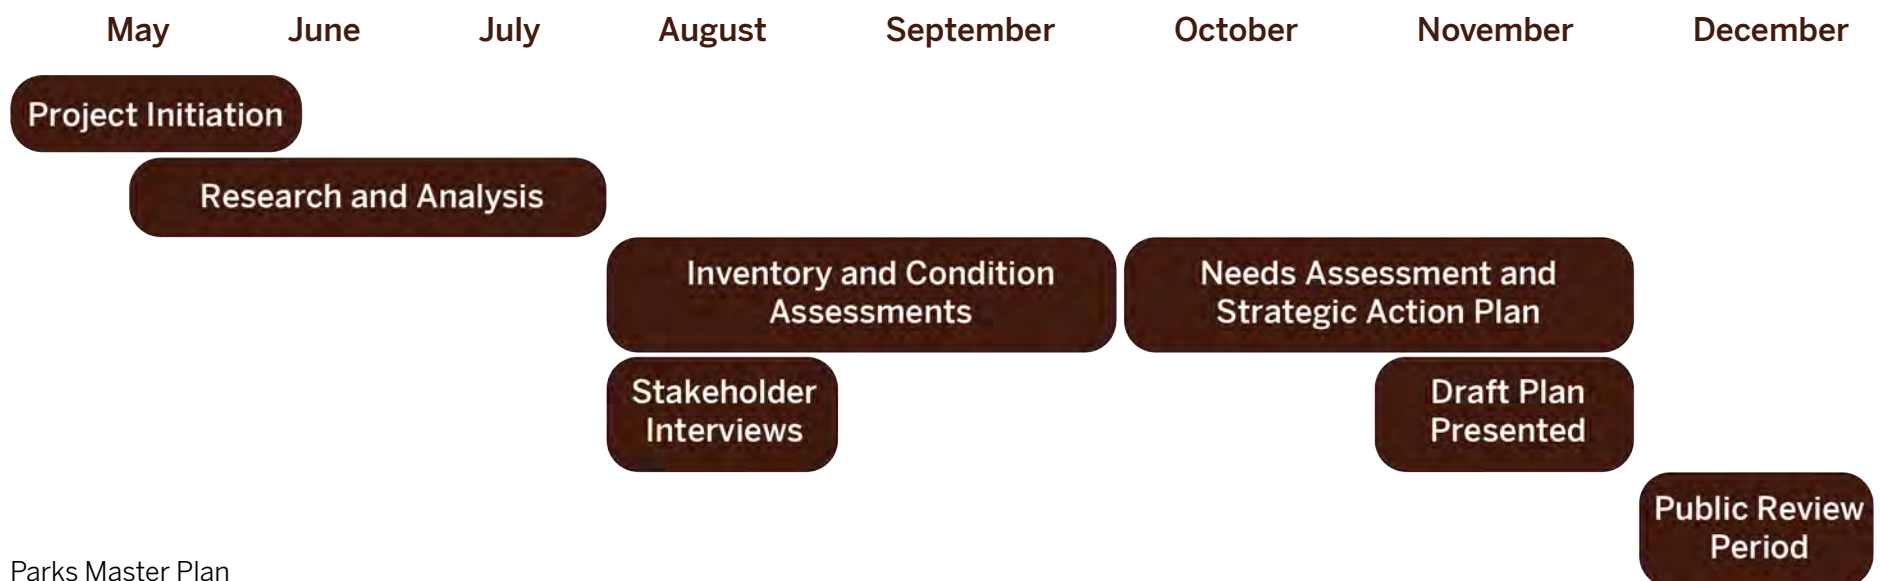 May June July August September October November December
Project Initiation
Research and Analysis
Inventory and Condition
Assessments
Needs Assessment and
Strategic Action Plan
Stakeholder
Interviews
Draft Plan
Presented
Public Review
Period
Parks Master Plan